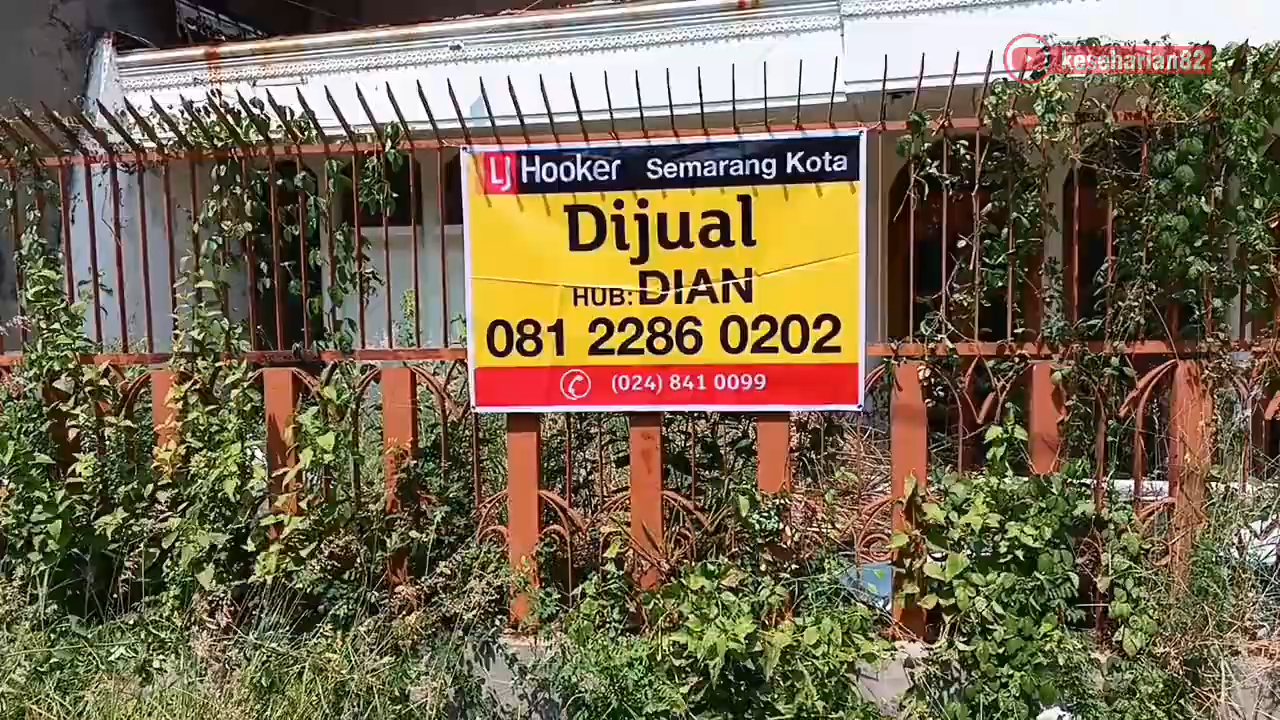 keseharian82
LJ Hooker Semarang Kota
Dijual
HUB: DIAN
081 2286 0202
(024) 841 0099